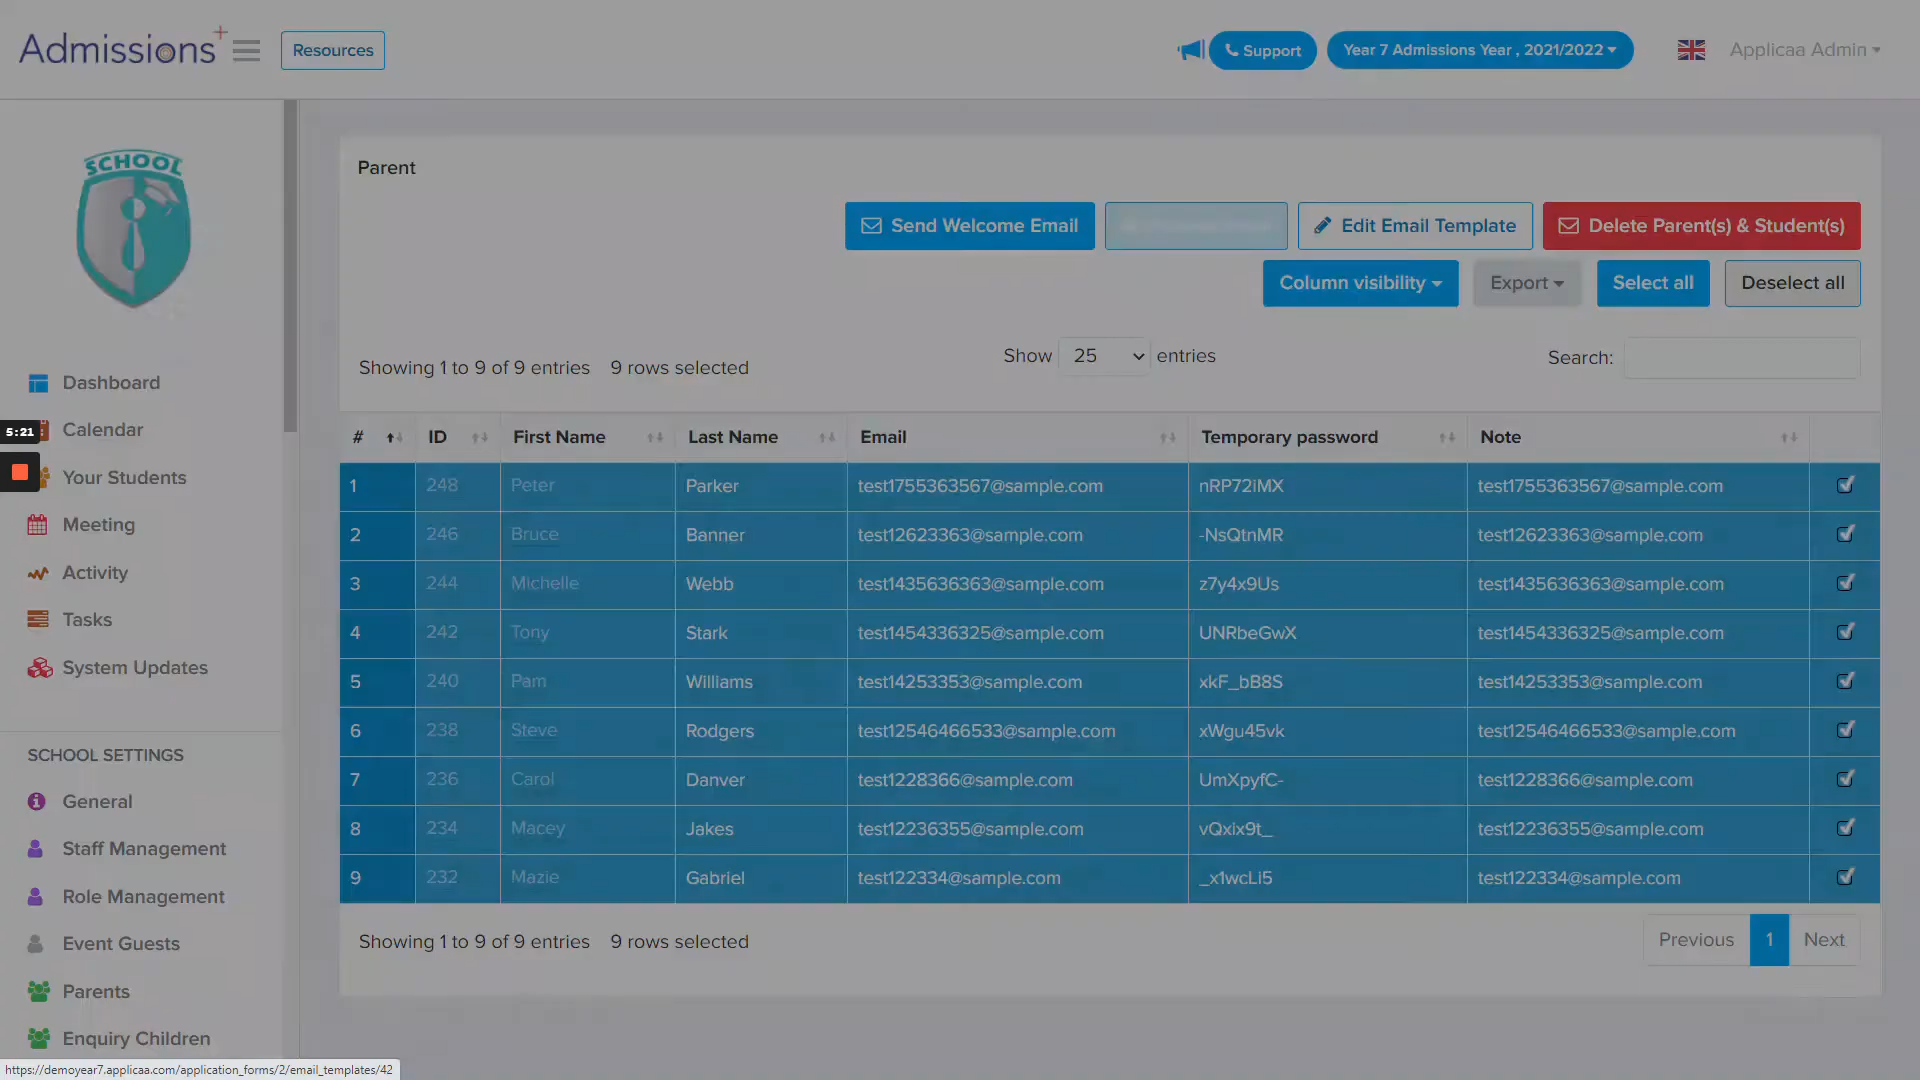 Admissions+
Resources
Support
Year 7 Admissions Year , 2021/2022
Applicaa Admin
SCHOOL
Dashboard
Calendar
5:21
Your Students
Meeting
Activity
Tasks
System Updates
SCHOOL SETTINGS
General
Staff Management
Role Management
Event Guests
Parents
Enquiry Children
https://demoyear7.applicaa.com/application_forms/2/email_templates/42
Parent
Send Welcome Email
Edit Email Template
Delete Parent(s) & Student(s)
Column visibility
Export
Select all
Deselect all
Showing 1 to 9 of 9 entries 9 rows selected
Show 25 entries
Search:
# ID First Name Last Name Email Temporary password Note
1 248 Peter Parker test1755363567@sample.com nRP72iMX test1755363567@sample.com
2 246 Bruce Banner test12623363@sample.com -NsQtnMR test12623363@sample.com
3 244 Michelle Webb test1435636363@sample.com z7y4x9Us test1435636363@sample.com
4 242 Tony Stark test1454336325@sample.com UNRbeGwX test1454336325@sample.com
5 240 Pam Williams test14253353@sample.com xkF_bB8S test14253353@sample.com
6 238 Steve Rodgers test12546466533@sample.com xWgu45vk test12546466533@sample.com
7 236 Carol Danver test1228366@sample.com UmXpyfC- test1228366@sample.com
8 234 Macey Jakes test12236355@sample.com vQxix9t_ test12236355@sample.com
9 232 Mazie Gabriel test122334@sample.com _x1wcLi5 test122334@sample.com
Showing 1 to 9 of 9 entries 9 rows selected
Previous 1 Next